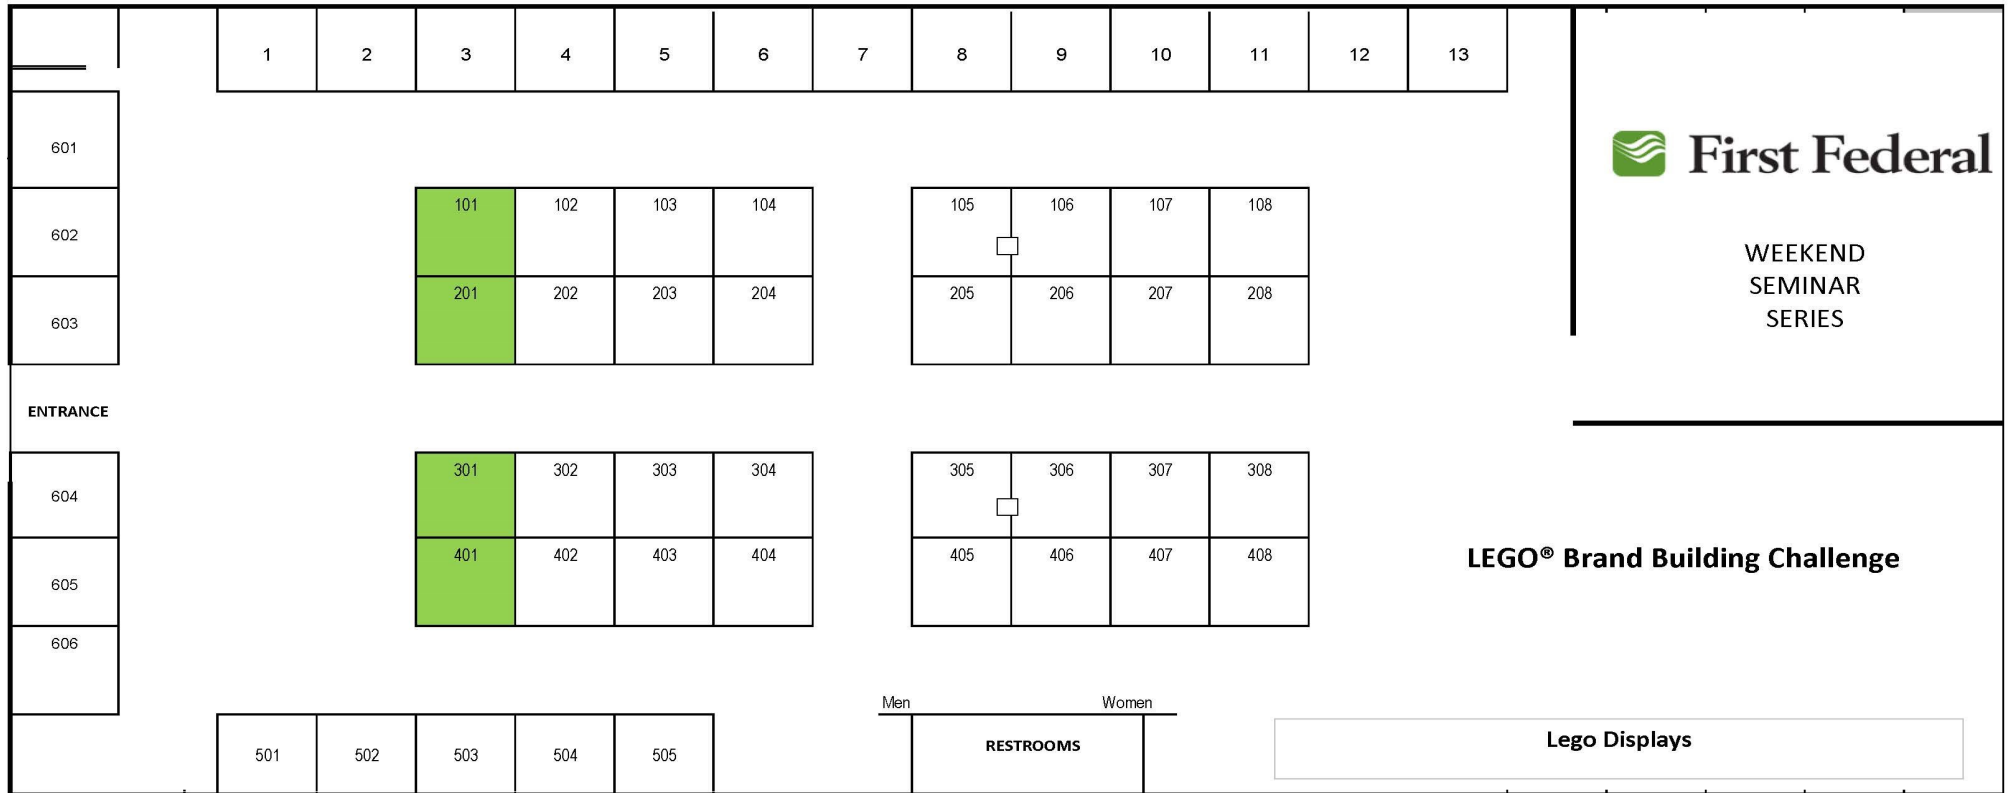 1 2 3 4 5 6 7 8 9 10 11 12 13
601
First Federal
101 102 103 104 105 106 107 108
602
WEEKEND
SEMINAR
SERIES
201 202 203 204 205 206 207 208
603
ENTRANCE
301 302 303 304 305 306 307 308
604
401 402 403 404 405 406 407 408
LEGO® Brand Building Challenge
605
606
Men Women
501 502 503 504 505
RESTROOMS
Lego Displays